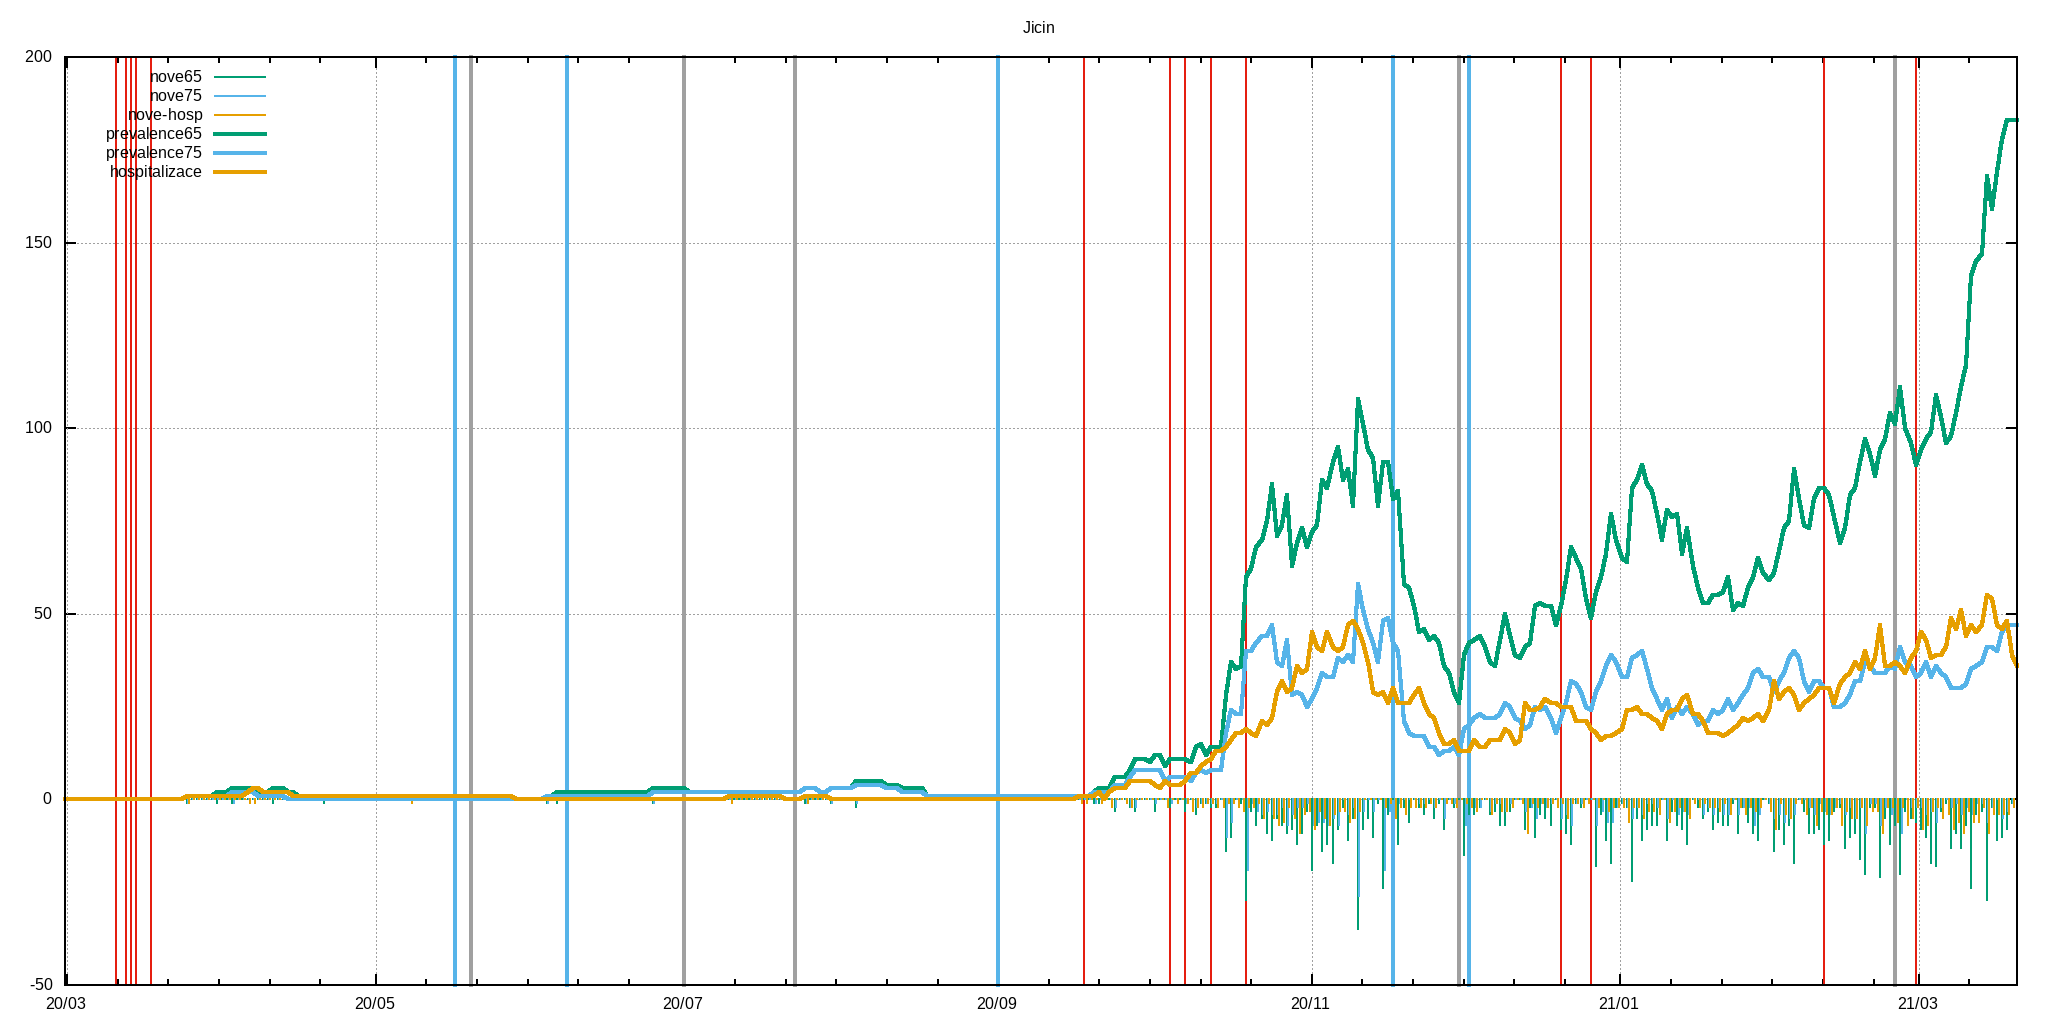 Jicin
200
150
100
50
0
-50
nove65
nove75
nove-hosp
prevalence65
prevalence75
hospitalizace
20/03 20/05 20/07 20/09 20/11 21/01 21/03